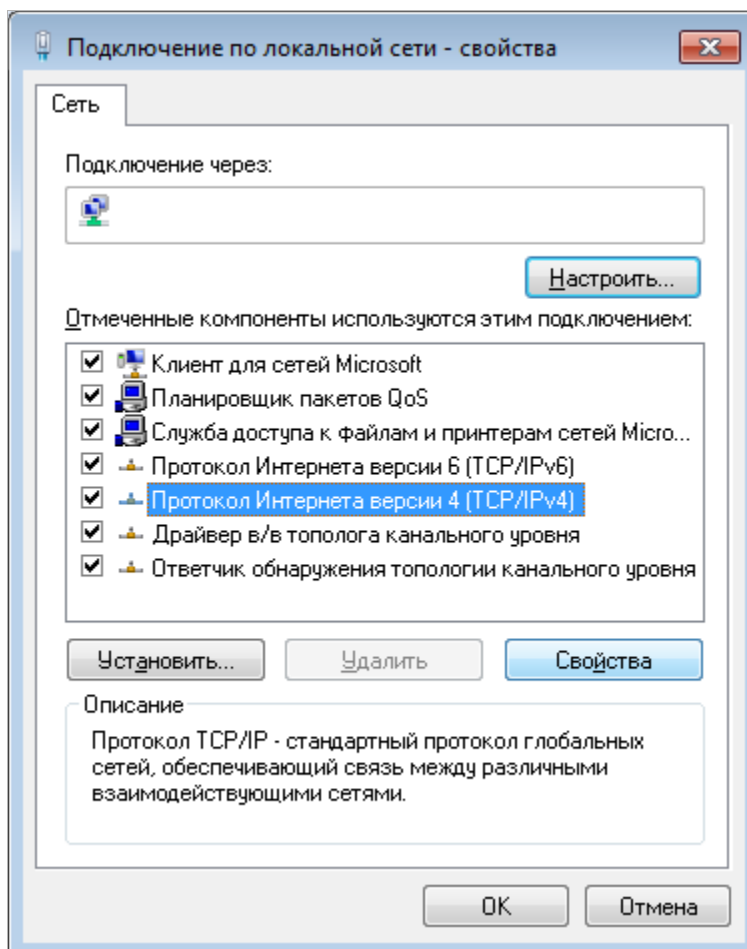 Подключение по локальной сети - свойства
Сеть
Подключение через:
Настроить...
Отмеченные компоненты используются этим подключением:
Клиент для сетей Microsoft
Планировщик пакетов QoS
Служба доступа к файлам и принтерам сетей Micro...
Протокол Интернета версии 6 (TCP/IPv6)
Протокол Интернета версии 4 (TCP/IPv4)
Драйвер в/в тополога канального уровня
Ответчик обнаружения топологии канального уровня
Установить... Удалить Свойства
Описание
Протокол TCP/IP - стандартный протокол глобальных
сетей, обеспечивающий связь между различными
взаимодействующими сетями.
OK Отмена